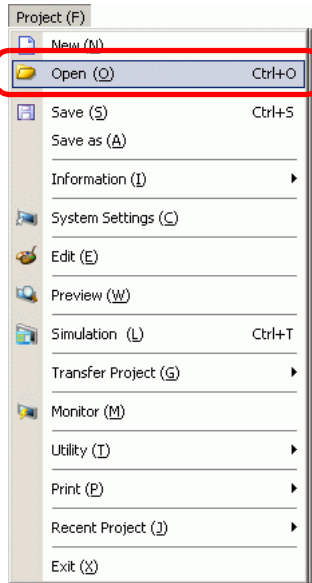 Project (F)
New (N)
Open (O) Ctrl+O
Save (S) Ctrl+S
Save as (A)
Information (I)
System Settings (C)
Edit (E)
Preview (W)
Simulation (L) Ctrl+T
Transfer Project (G)
Monitor (M)
Utility (T)
Print (P)
Recent Project (J)
Exit (X)